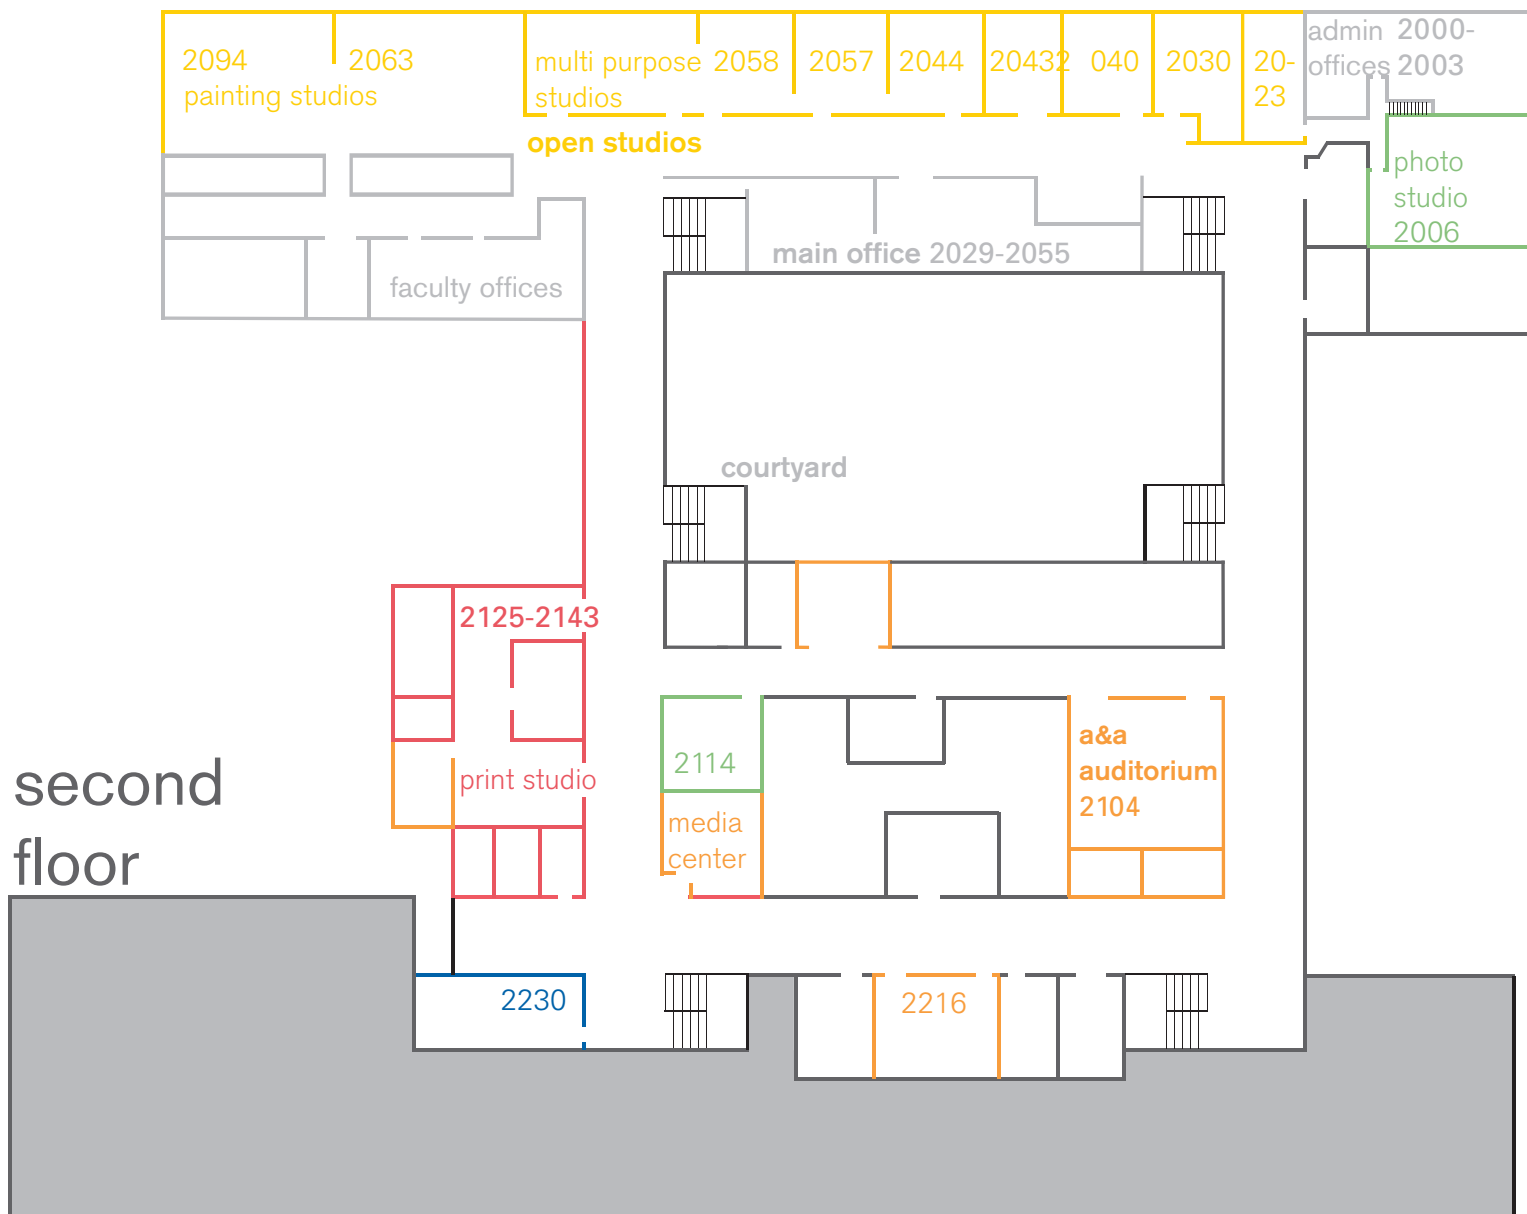 2094
painting studios
2063
multi purpose
studios
2058
2057
2044
20432
040
2030
20-
23
admin 2000-
offices 2003
open studios
photo
studio
2006
main office 2029-2055
faculty offices
courtyard
2125-2143
print studio
2114
media
center
a&a
auditorium
2104
second
floor
2230
2216